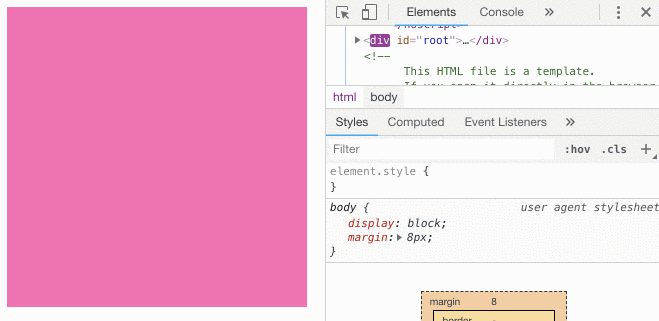 Elements Console »
</noscript>
<div id="root">…</div>
<!--
This HTML file is a template.
If you open it directly in the browser
html body
Styles Computed Event Listeners »
Filter :hov .cls +
element.style {
}
body { user agent stylesheet
display: block;
margin: 8px;
}
margin 8
border